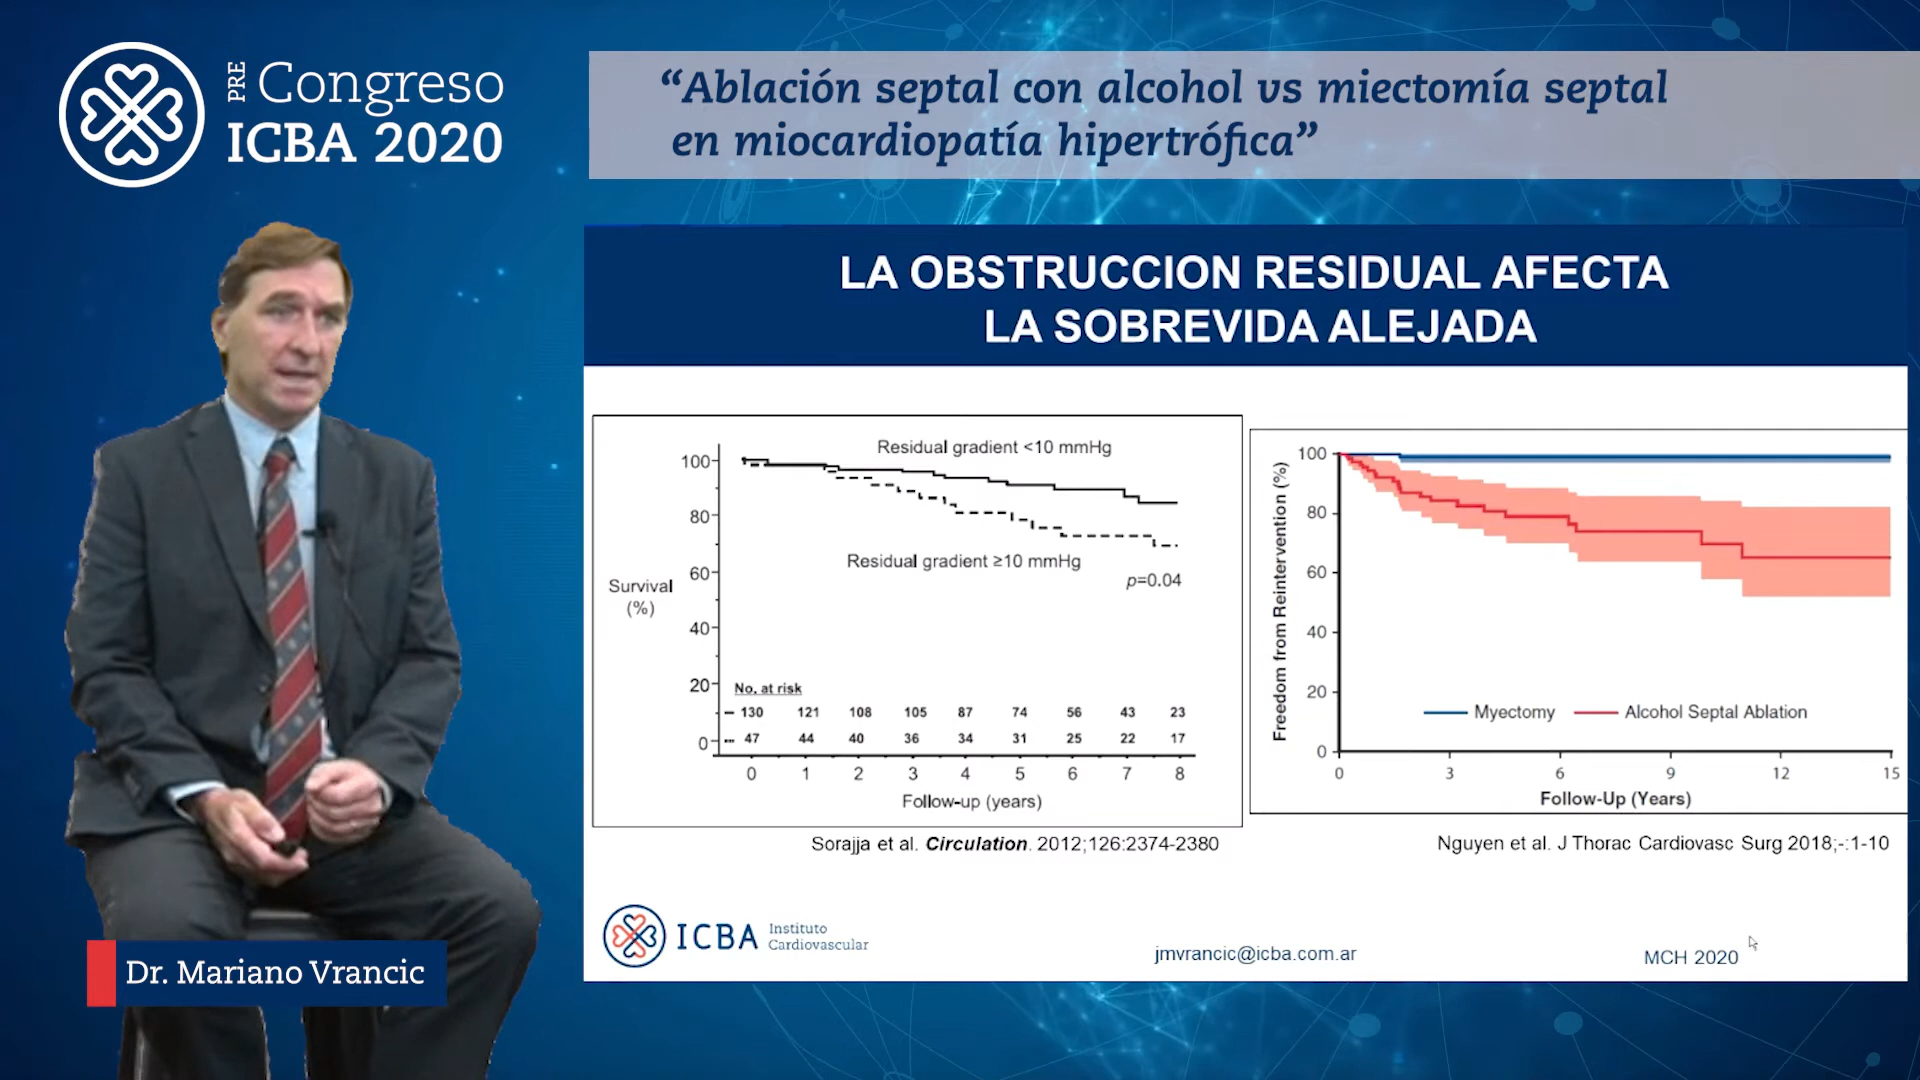 PRE Congreso
ICBA 2020
“Ablación septal con alcohol vs miectomía septal
en miocardiopatía hipertrófica”
LA OBSTRUCCION RESIDUAL AFECTA
LA SOBREVIDA ALEJADA
Residual gradient <10 mmHg
Residual gradient ≥10 mmHg
p=0.04
Survival
(%)
100
80
60
40
20
0
No. at risk
130 121 108 105 87 74 56 43 23
47 44 40 36 34 31 25 22 17
0 1 2 3 4 5 6 7 8
Follow-up (years)
Sorajja et al. Circulation. 2012;126:2374-2380
Freedom from Reintervention (%)
100
80
60
40
20
0
Myectomy Alcohol Septal Ablation
0 3 6 9 12 15
Follow-Up (Years)
Nguyen et al. J Thorac Cardiovasc Surg 2018;-:1-10
ICBA Instituto
Cardiovascular
jmvrancic@icba.com.ar
MCH 2020
Dr. Mariano Vrancic